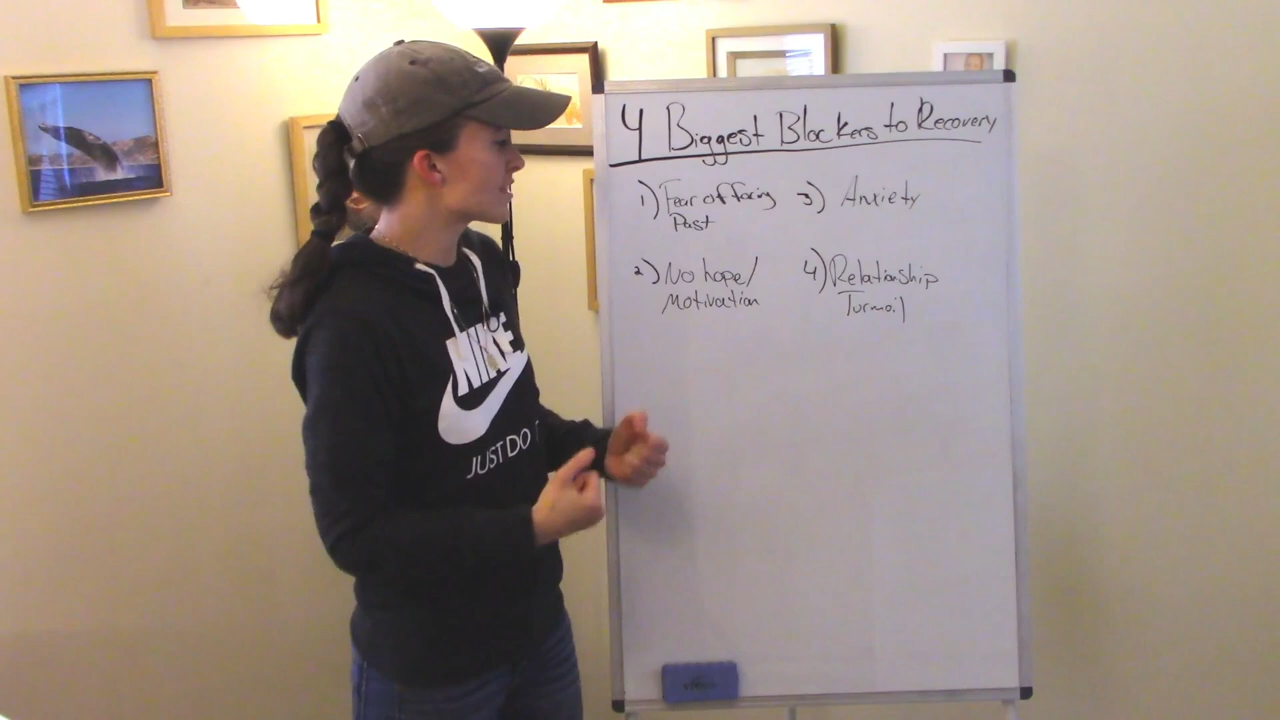 4 Biggest Blockers to Recovery
1) Fear of facing
Past
2) No hope/
Motivation
3) Anxiety
4) Relationship
Turmoil
NIKE
JUST DO